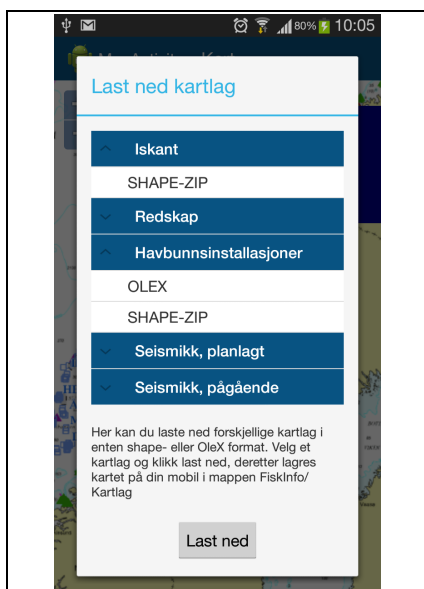 80% 10:05
Last ned kartlag
Iskant
SHAPE-ZIP
Redskap
Havbunnsinstallasjoner
OLEX
SHAPE-ZIP
Seismikk, planlagt
Seismikk, pågående
Her kan du laste ned forskjellige kartlag i
enten shape- eller OleX format. Velg et
kartlag og klikk last ned, deretter lagres
kartet på din mobil i mappen FiskInfo/
Kartlag
Last ned